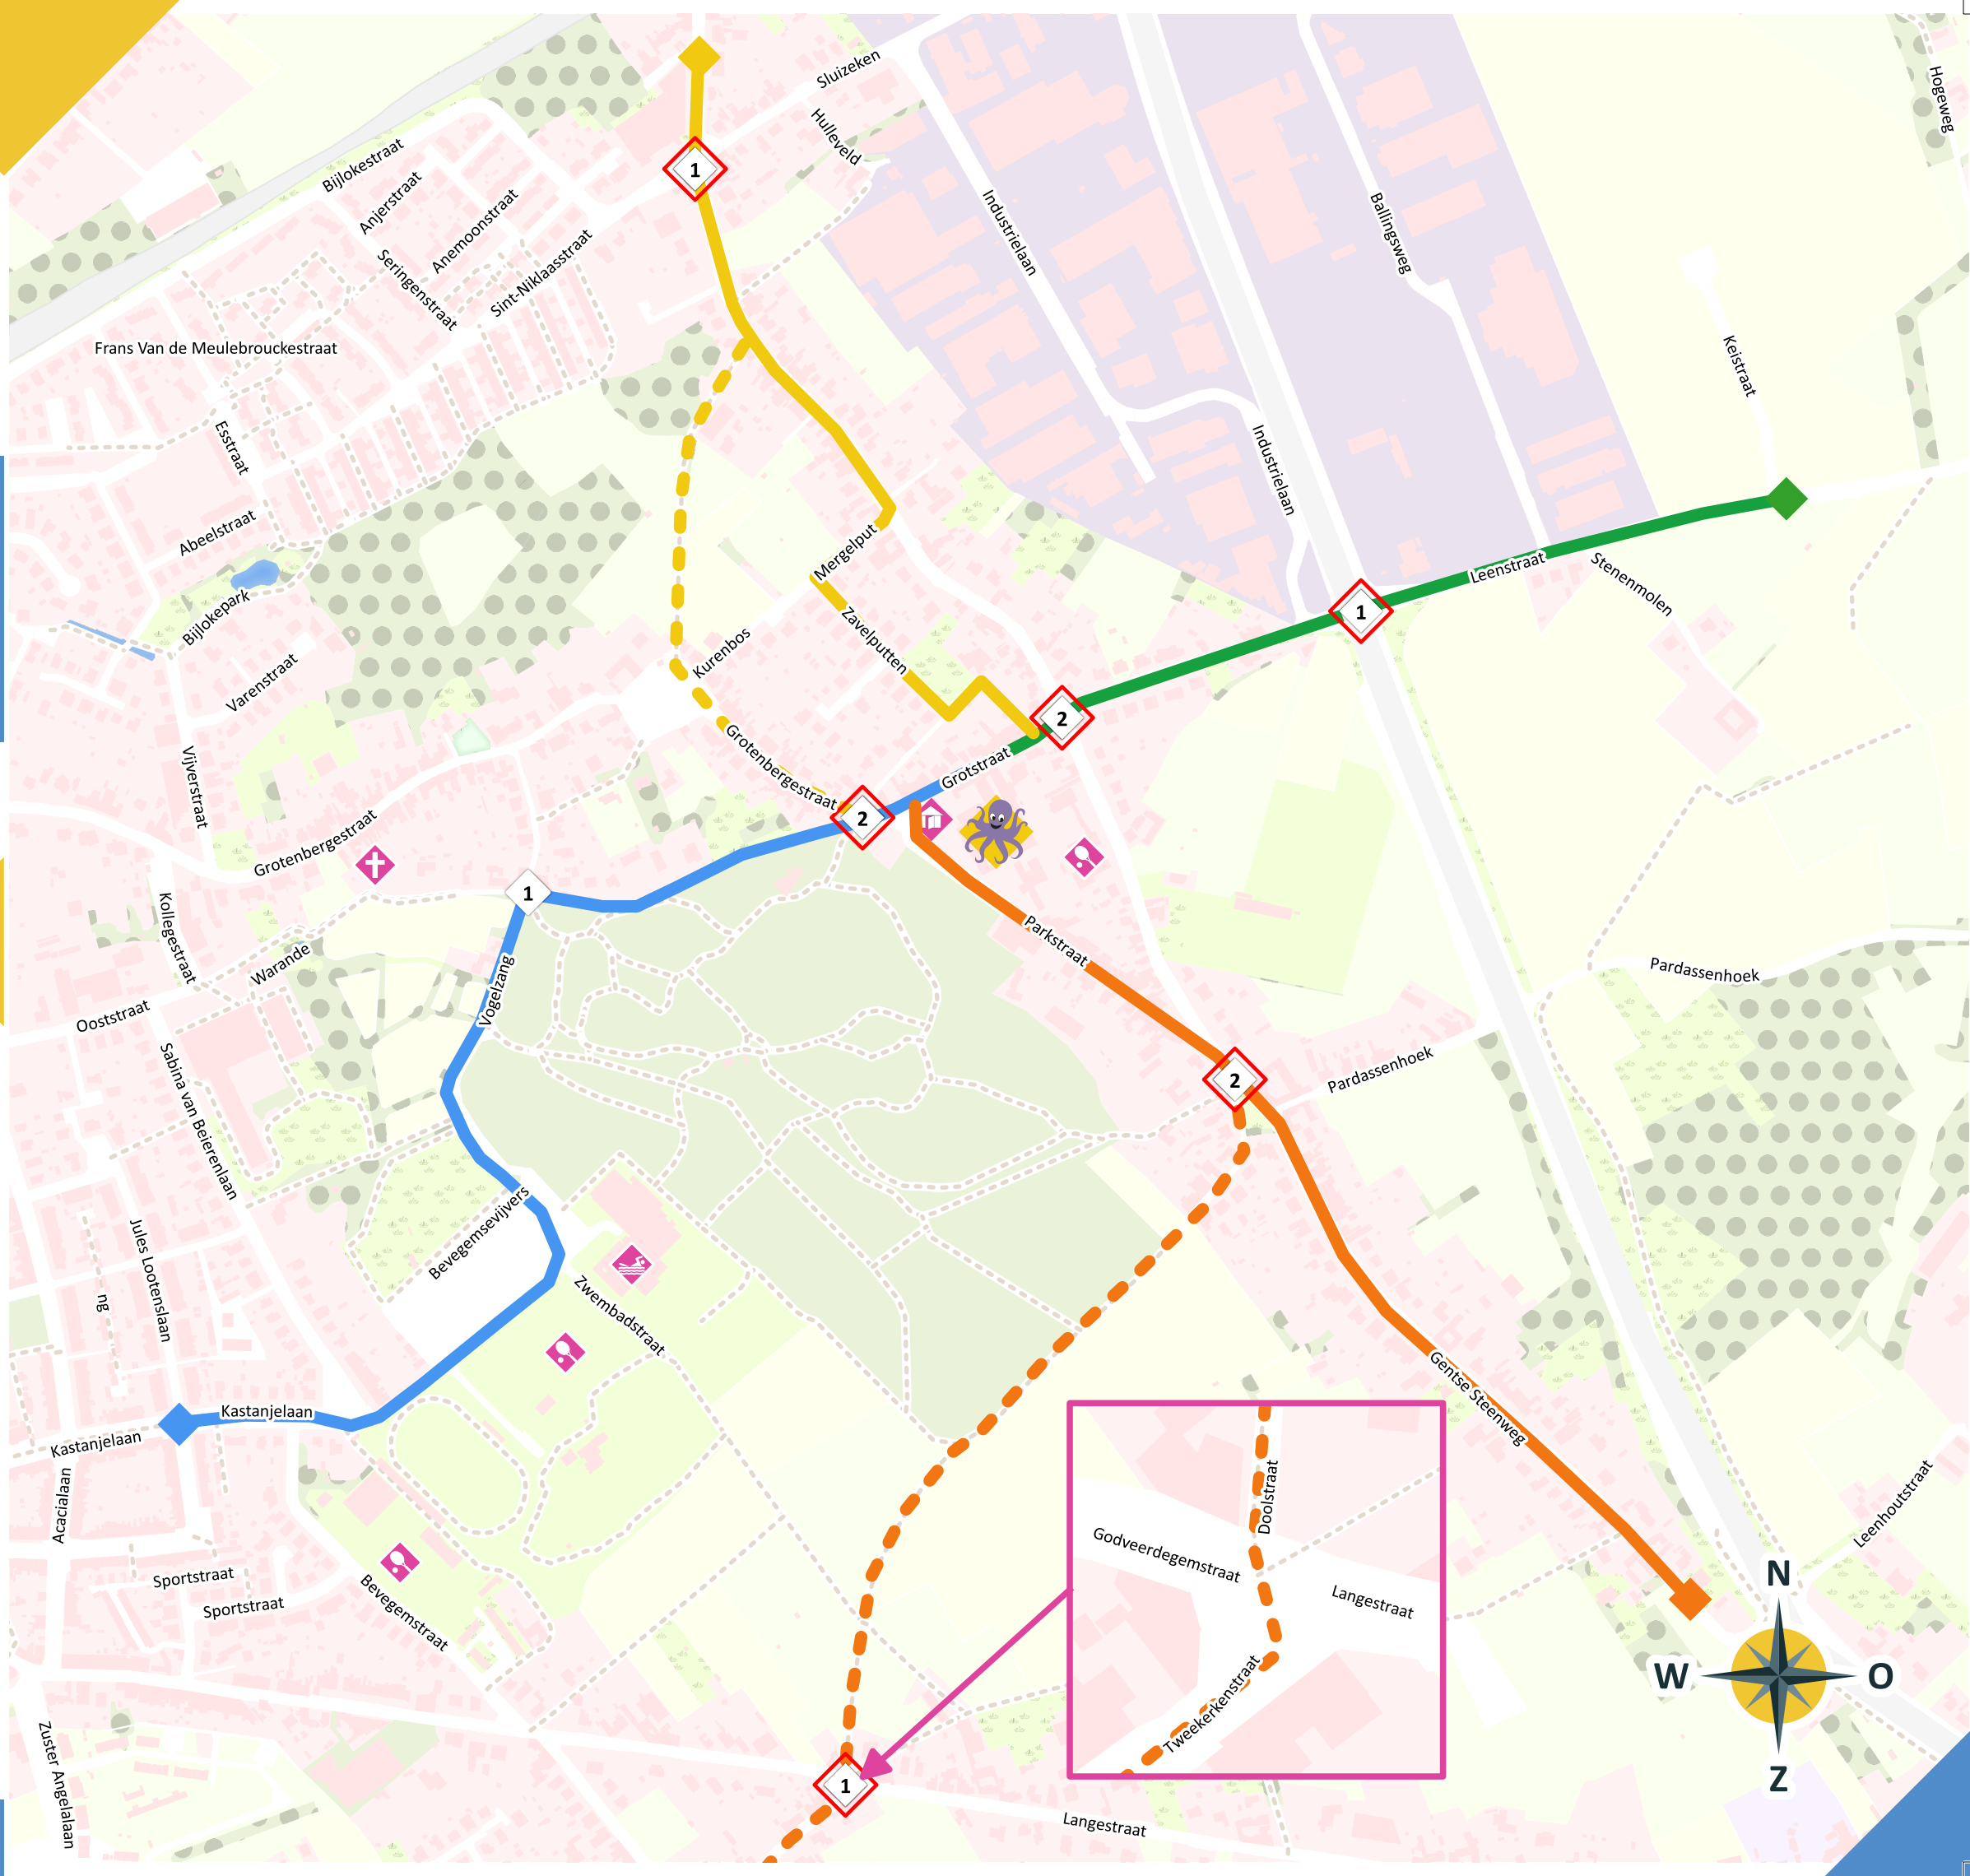 Sluizeken
Hulleveld
Hogeweg
Bijlokestraat
1
Anjerstraat
Anemoonstraat
Industrielaan
Ballingsweg
Seringenstraat
Sint-Niklaasstraat
Frans Van de Meulebrouckestraat
Keistraat
Esstraat
Industrielaan
Abeelstraat
Mergelput
Leenstraat
Stenenmolen
Bijlokepark
1
Zavelputten
Kurenbos
Varenstraat
2
Grotenbergestraat
Grotstraat
Vijverstraat
2
Grotenbergestraat
1
Kollegestraat
Parkstraat
Warande
Vogelzang
Pardassenhoek
Ooststraat
Sabina van Beierenlaan
2
Pardassenhoek
Bevegemsevijvers
Jules Lootenslaan
ng
Zwembadstraat
Gentse Steenweg
Kastanjelaan
Kastanjelaan
Acacialaan
Doolstraat
Leenhoutstraat
Godveerdegemstraat
Langestraat
Sportstraat
Sportstraat
Bevegemstraat
N
W
O
Z
Tweekerkenstraat
Zuster Angelalaan
1
Langestraat